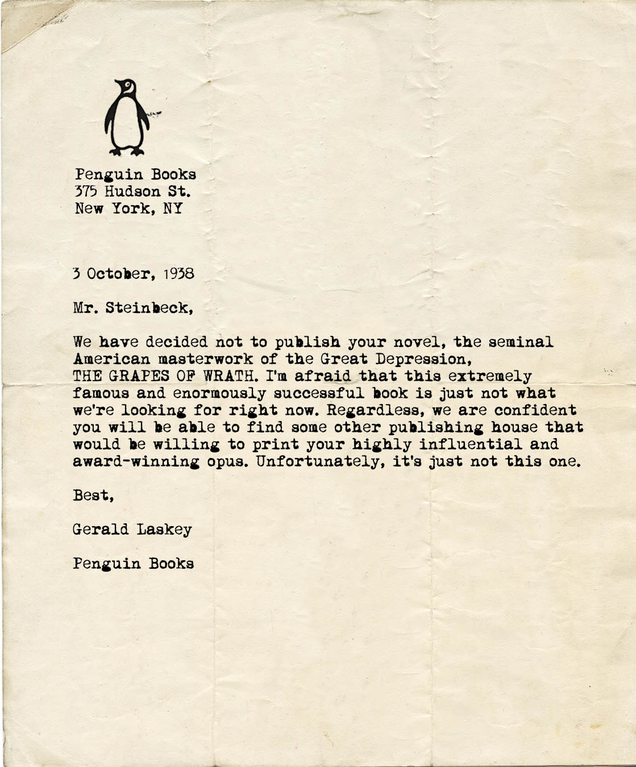 Penguin Books
375 Hudson St.
New York, NY
3 October, 1938
Mr. Steinbeck,
We have decided not to publish your novel, the seminal
American masterwork of the Great Depression,
THE GRAPES OF WRATH. I'm afraid that this extremely
famous and enormously successful book is just not what
we're looking for right now. Regardless, we are confident
you will be able to find some other publishing house that
would be willing to print your highly influential and
award-winning opus. Unfortunately, it's just not this one.
Best,
Gerald Laskey
Penguin Books